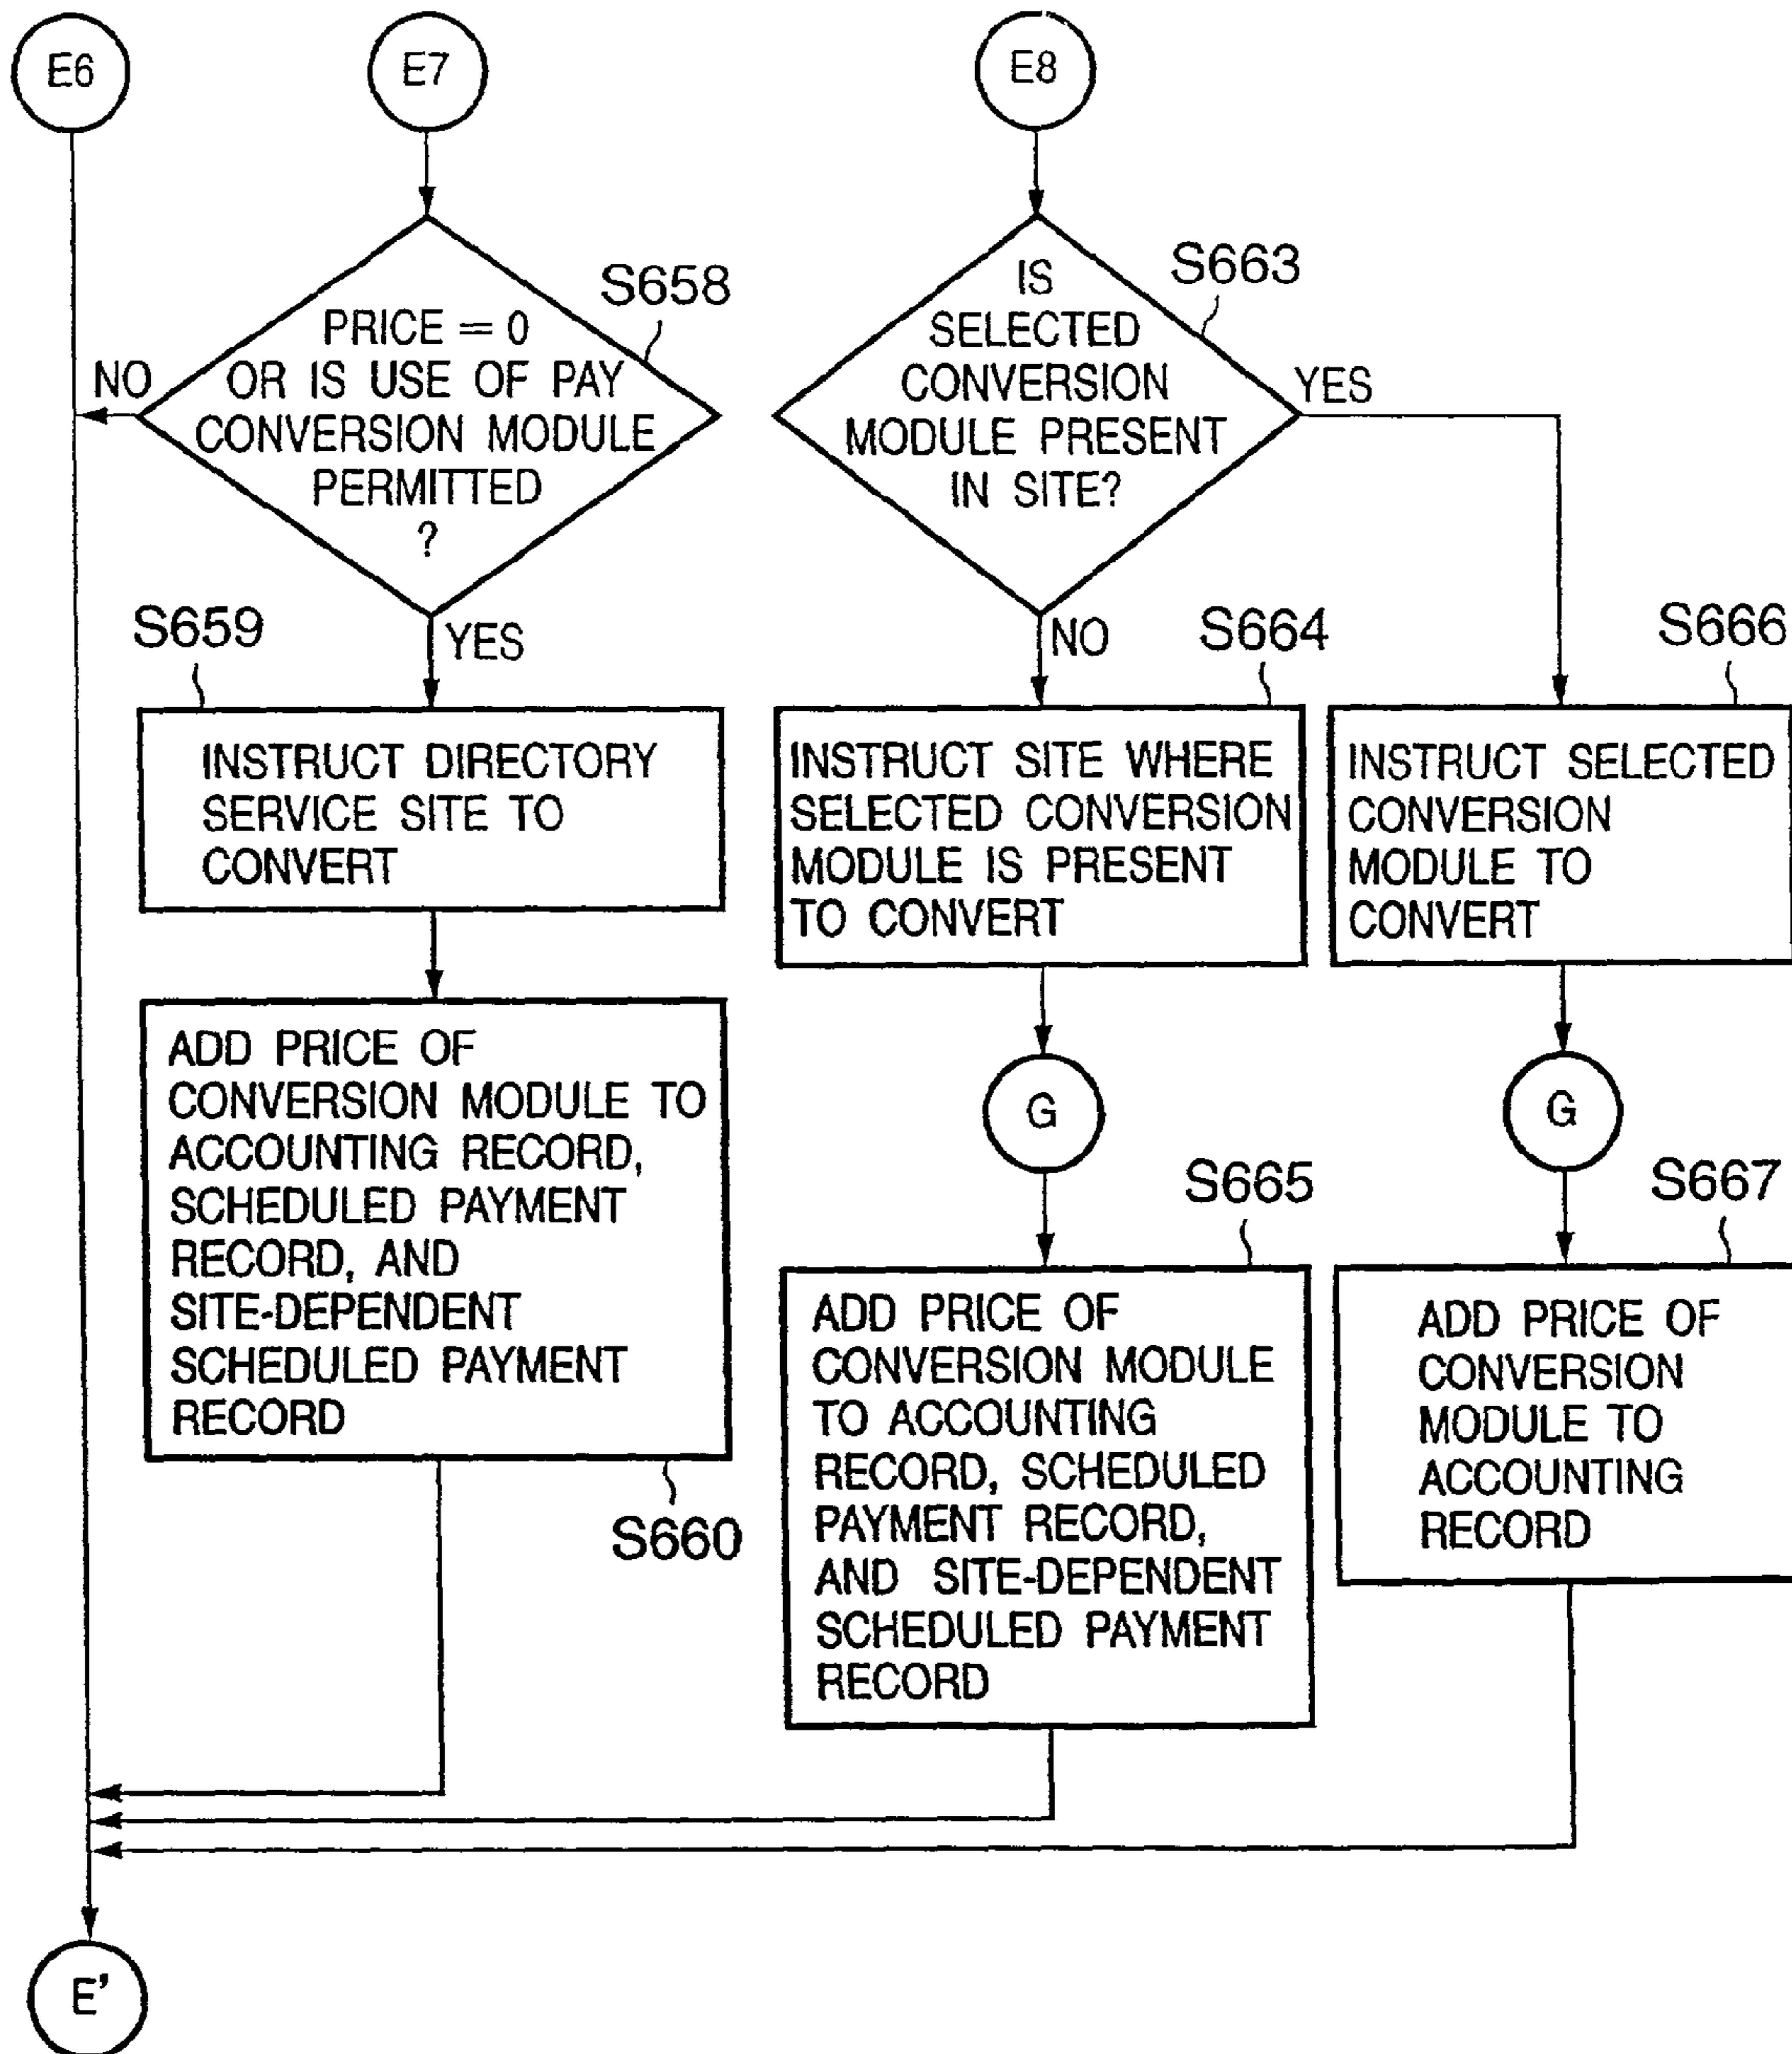 E6
E7
E8
S658
PRICE = 0
OR IS USE OF PAY
CONVERSION MODULE
PERMITTED
?
NO
YES
S663
IS
SELECTED
CONVERSION
MODULE PRESENT
IN SITE?
YES
NO
S659
INSTRUCT DIRECTORY
SERVICE SITE TO
CONVERT
S664
INSTRUCT SITE WHERE
SELECTED CONVERSION
MODULE IS PRESENT
TO CONVERT
S666
INSTRUCT SELECTED
CONVERSION
MODULE TO
CONVERT
ADD PRICE OF
CONVERSION MODULE TO
ACCOUNTING RECORD,
SCHEDULED PAYMENT
RECORD, AND
SITE-DEPENDENT
SCHEDULED PAYMENT
RECORD
S660
G
G
S665
ADD PRICE OF
CONVERSION MODULE
TO ACCOUNTING
RECORD, SCHEDULED
PAYMENT RECORD,
AND SITE-DEPENDENT
SCHEDULED PAYMENT
RECORD
S667
ADD PRICE OF
CONVERSION
MODULE TO
ACCOUNTING
RECORD
E'